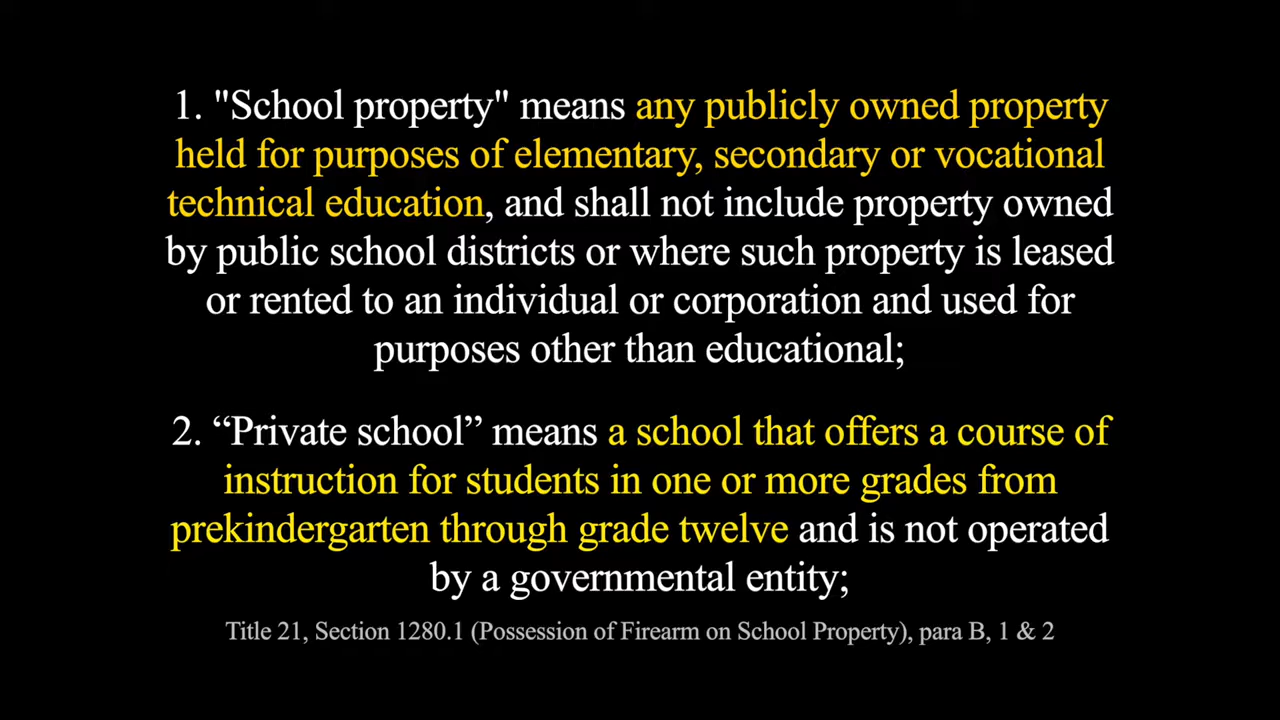 1. "School property" means any publicly owned property
held for purposes of elementary, secondary or vocational
technical education, and shall not include property owned
by public school districts or where such property is leased
or rented to an individual or corporation and used for
purposes other than educational;
2. “Private school” means a school that offers a course of
instruction for students in one or more grades from
prekindergarten through grade twelve and is not operated
by a governmental entity;
Title 21, Section 1280.1 (Possession of Firearm on School Property), para B, 1 & 2